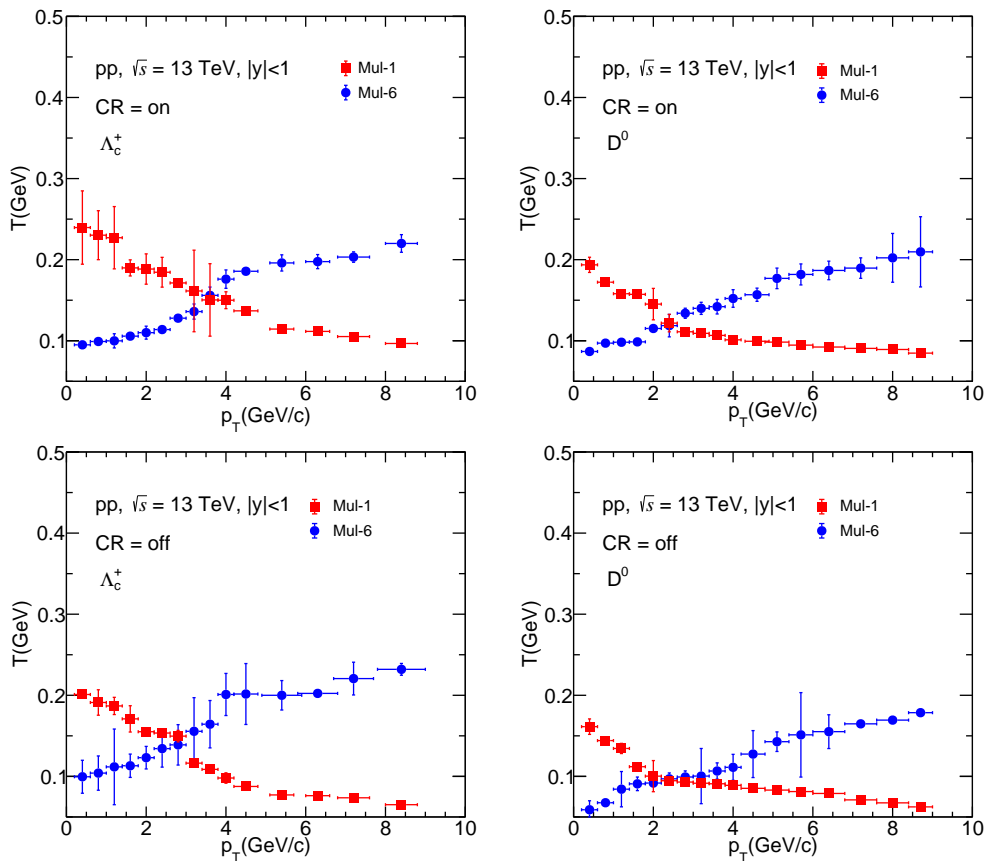 0.5
0.4
0.3
0.2
0.1
T(GeV)
pp, √s = 13 TeV, |y|<1
CR = on
Λc+
Mul-1
Mul-6
0 2 4 6 8 10
pT(GeV/c)
0.5
0.4
0.3
0.2
0.1
T(GeV)
pp, √s = 13 TeV, |y|<1
CR = on
D0
Mul-1
Mul-6
0 2 4 6 8 10
pT(GeV/c)
0.5
0.4
0.3
0.2
0.1
T(GeV)
pp, √s = 13 TeV, |y|<1
CR = off
Λc+
Mul-1
Mul-6
0 2 4 6 8 10
pT(GeV/c)
0.5
0.4
0.3
0.2
0.1
T(GeV)
pp, √s = 13 TeV, |y|<1
CR = off
D0
Mul-1
Mul-6
0 2 4 6 8 10
pT(GeV/c)